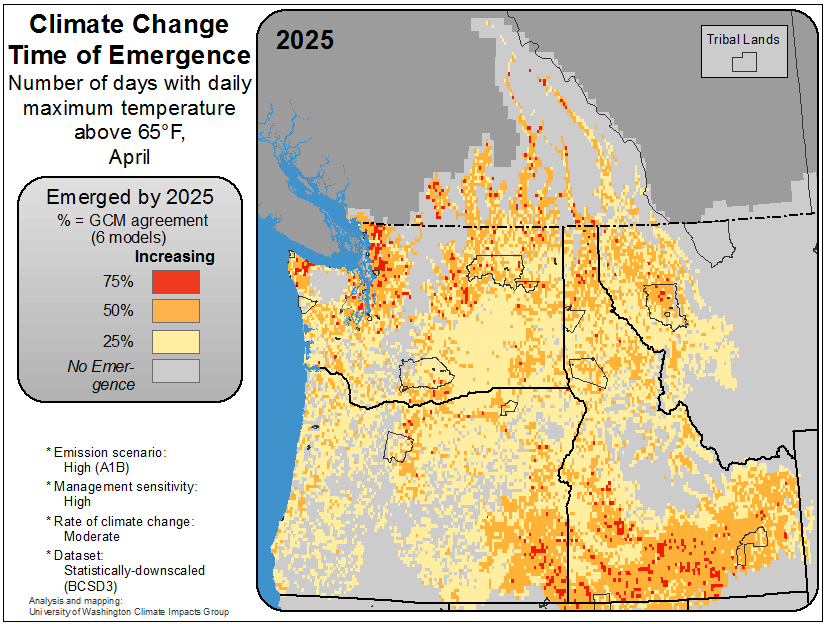 Climate Change
Time of Emergence
Number of days with daily
maximum temperature
above 65°F,
April
2025
Tribal Lands
Emerged by 2025
% = GCM agreement
(6 models)
Increasing
75%
50%
25%
No Emer-
gence
* Emission scenario:
High (A1B)
* Management sensitivity:
High
* Rate of climate change:
Moderate
* Dataset:
Statistically-downscaled
(BCSD3)
Analysis and mapping:
University of Washington Climate Impacts Group